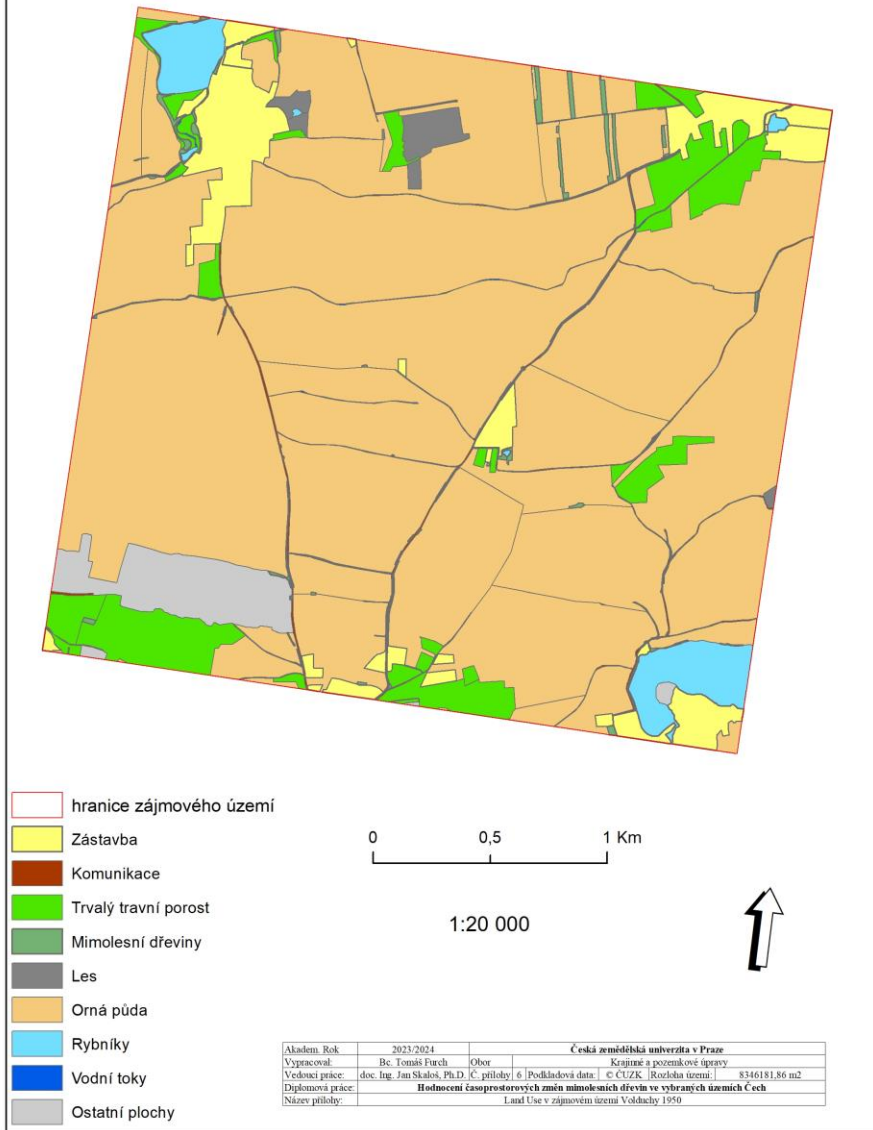 hranice zájmového území
Zástavba
Komunikace
Trvalý travní porost
Mimolesní dřeviny
Les
Orná půda
Rybníky
Vodní toky
Ostatní plochy
0 0,5 1 Km
1:20 000
Akadem. Rok 2023/2024 Česká zemědělská univerzita v Praze
Vypracoval: Bc. Tomáš Furch Obor Krajinné a pozemkové úpravy
Vedoucí práce: doc. Ing. Jan Skaloš, Ph.D. Č. přílohy 6 Podkladová data: © ČUZK Rozloha území: 8346181,86 m2
Diplomová práce: Hodnocení časoprostorových změn mimolesních dřevin ve vybraných územích Čech
Název přílohy: Land Use v zájmovém území Volduchy 1950